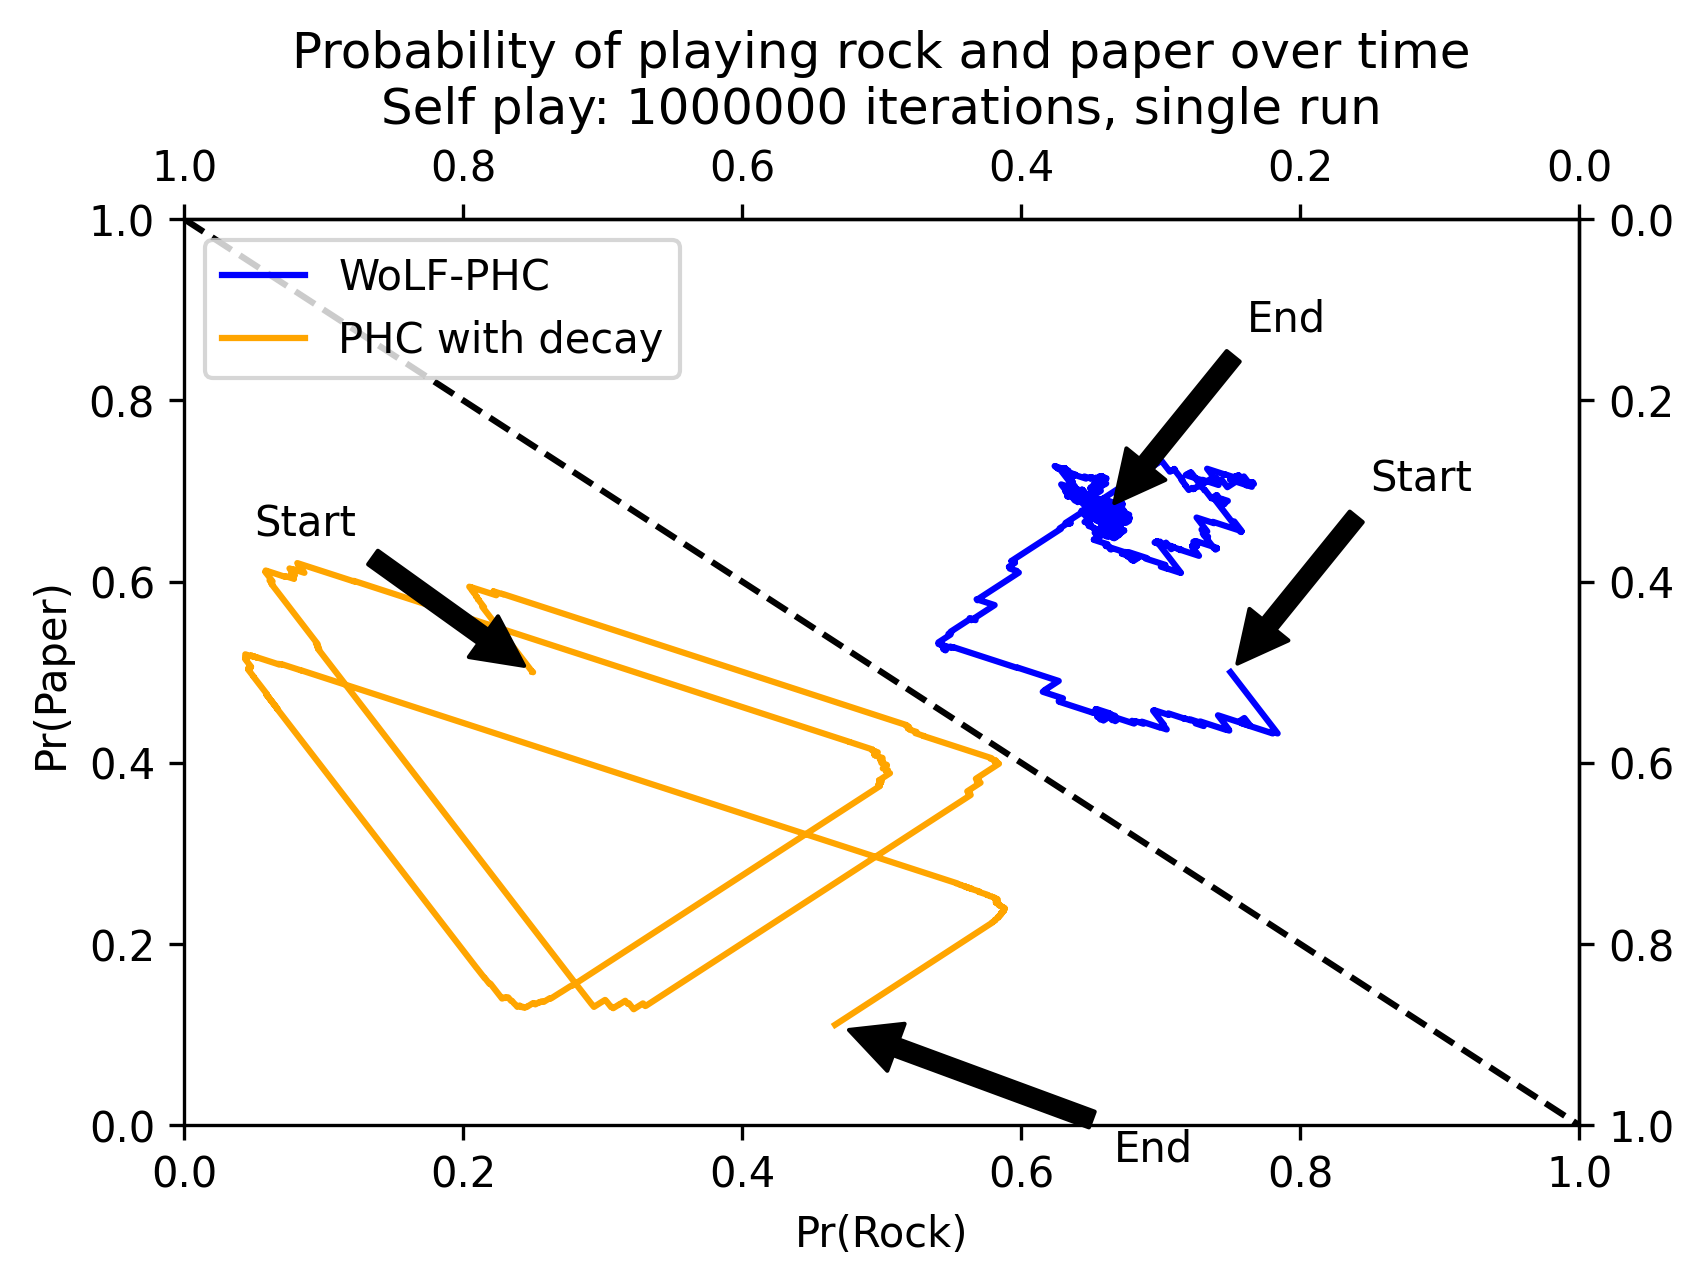 Probability of playing rock and paper over time
Self play: 1000000 iterations, single run
1.0 0.8 0.6 0.4 0.2 0.0
1.0 0.0
WoLF-PHC
PHC with decay
End
0.8 0.2
Start
Start
0.6 0.4
Pr(Paper)
0.4 0.6
0.2 0.8
0.0 1.0
End
0.0 0.2 0.4 0.6 0.8 1.0
Pr(Rock)